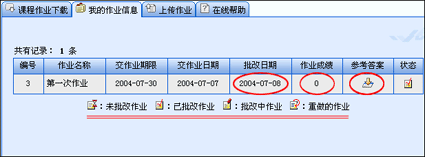 课程作业下载 我的作业信息 上传作业 在线帮助
共有记录: 1 条
编号 作业名称 交作业期限 交作业日期 批改日期 作业成绩 参考答案 状态
3 第一次作业 2004-07-30 2004-07-07 2004-07-08 0
:未批改作业 :已批改作业 :批改中作业 :重做的作业